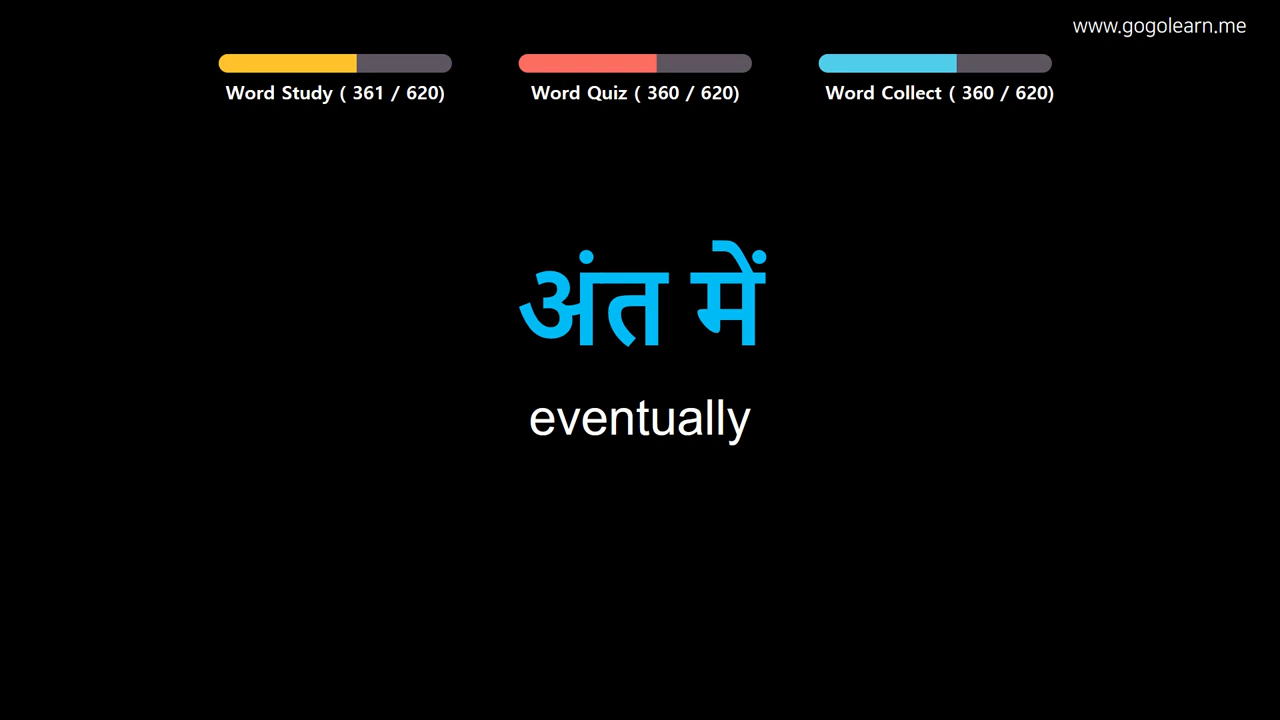 www.gogolearn.me
Word Study ( 361 / 620)
Word Quiz ( 360 / 620)
Word Collect ( 360 / 620)
अंत में
eventually